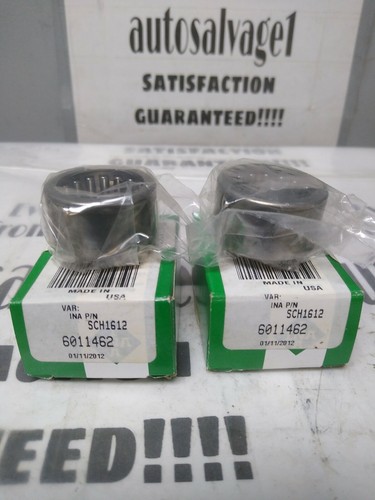 autosalvage1
SATISFACTION
GUARANTEED!!!!
MADE IN
USA
VAR:
INA P/N
SCH1612
6011462
01/11/2012
MADE IN
USA
VAR:
INA P/N
SCH1612
6011462
01/11/2012
EED!!!!